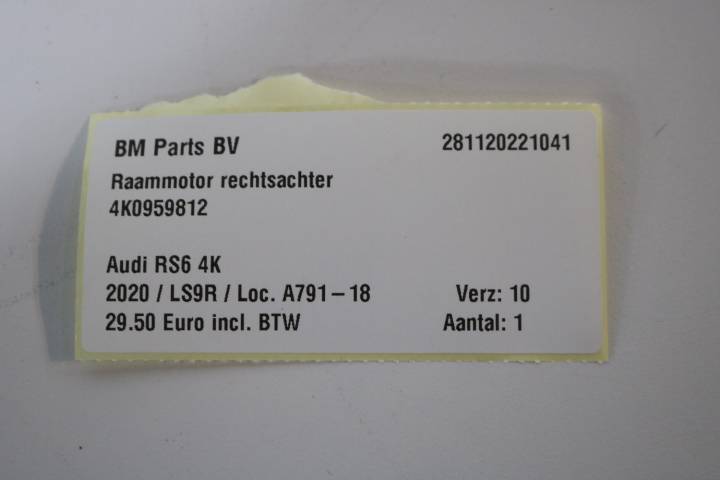 BM Parts BV 281120221041
Raammotor rechtsachter
4K0959812
Audi RS6 4K
2020 / LS9R / Loc. A791-18 Verz: 10
29.50 Euro incl. BTW Aantal: 1